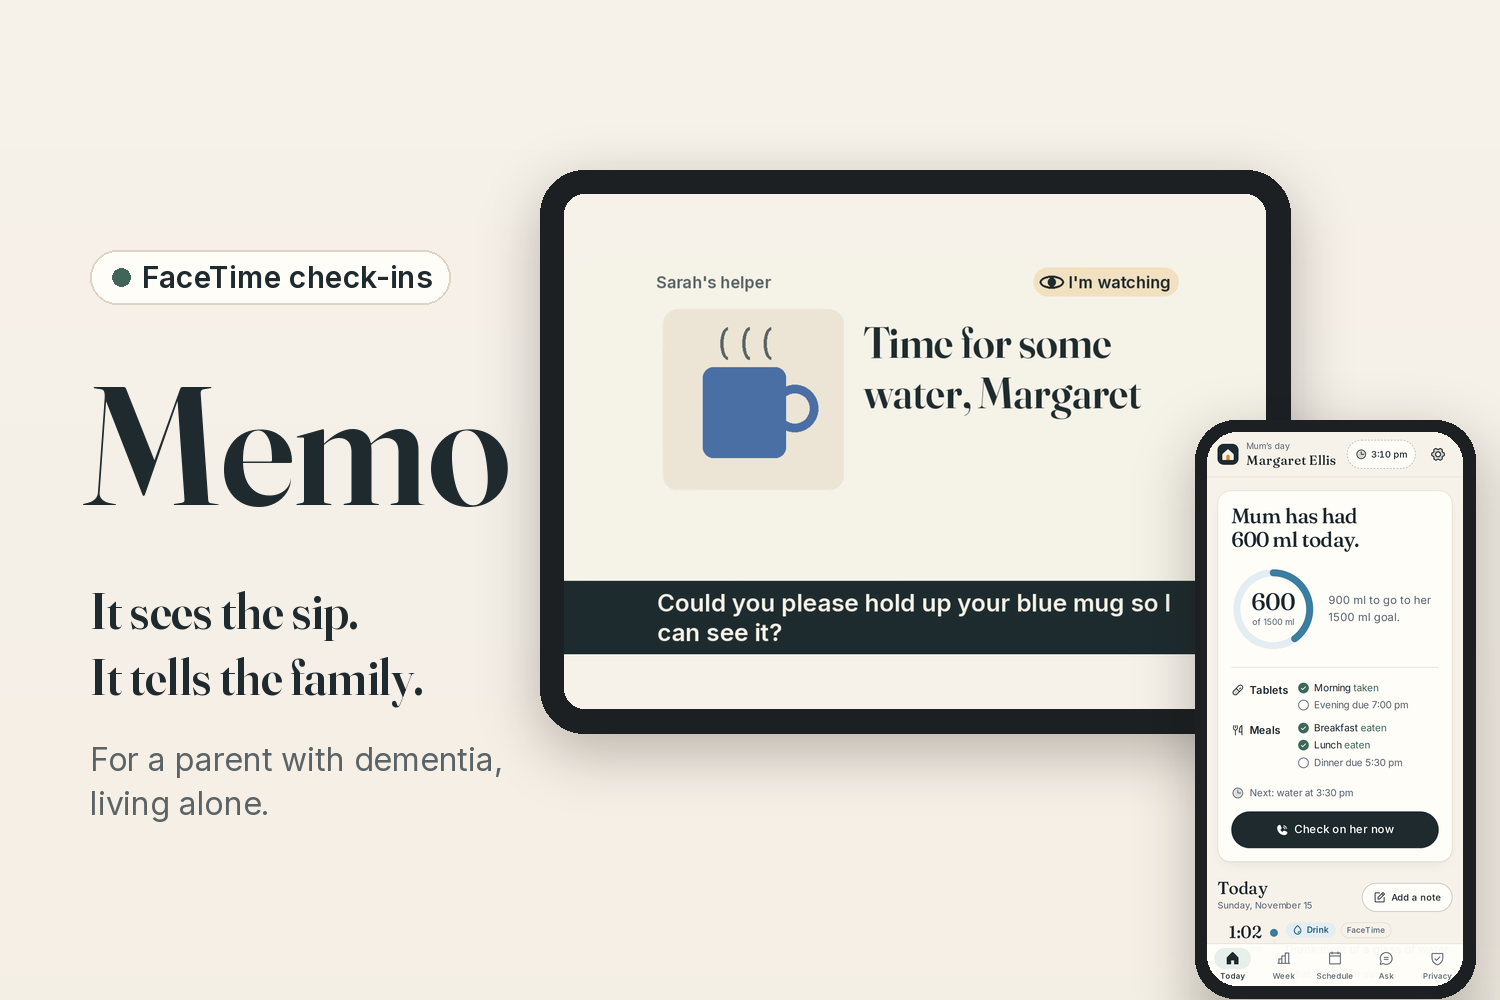 FaceTime check-ins
Memo
It sees the sip.
It tells the family.
For a parent with dementia,
living alone.
Sarah's helper
I'm watching
Time for some
water, Margaret
Could you please hold up your blue mug so I
can see it?
Mum's day
Margaret Ellis
3:10 pm
Mum has had
600 ml today.
600
of 1500 ml
900 ml to go to her
1500 ml goal.
Tablets
Morning taken
Evening due 7:00 pm
Meals
Breakfast eaten
Lunch eaten
Dinner due 5:30 pm
Next: water at 3:30 pm
Check on her now
Today
Sunday, November 15
Add a note
1:02
Drink
FaceTime
Today
Week
Schedule
Ask
Privacy